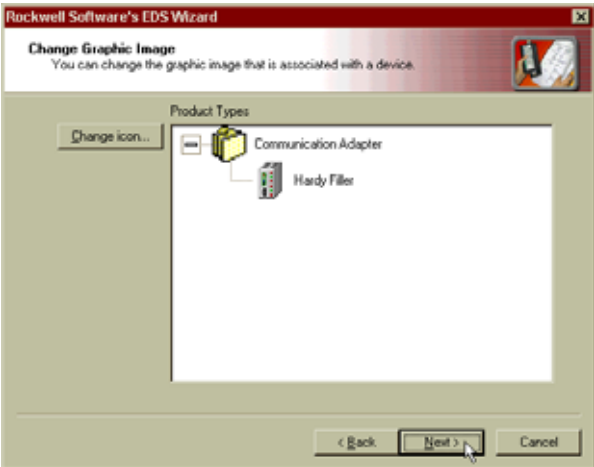 Rockwell Software's EDS Wizard
Change Graphic Image
You can change the graphic image that is associated with a device.
Product Types
Change icon...
Communication Adapter
Hardy Filler
< Back
Next >
Cancel